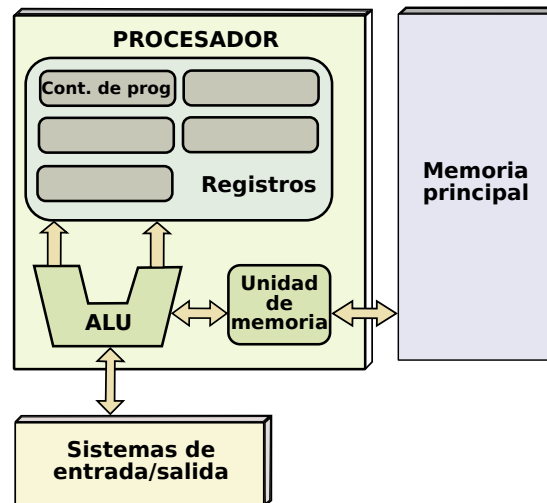 PROCESADOR
Cont. de prog
Registros
Memoria
principal
Unidad
de
memoria
ALU
Sistemas de
entrada/salida